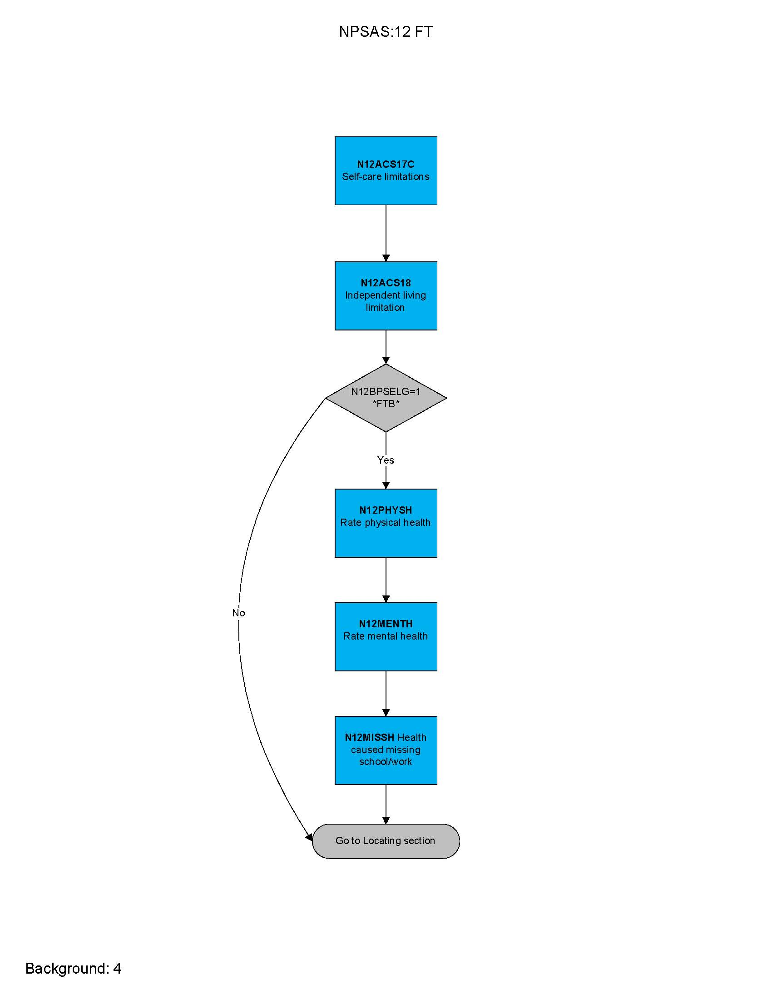 NPSAS:12 FT
N12ACS17C
Self-care limitations
N12ACS18
Independent living
limitation
N12BPSELG=1
*FTB*
Yes
N12PHYSH
Rate physical health
No
N12MENTH
Rate mental health
N12MISSH Health
caused missing
school/work
Go to Locating section
Background: 4